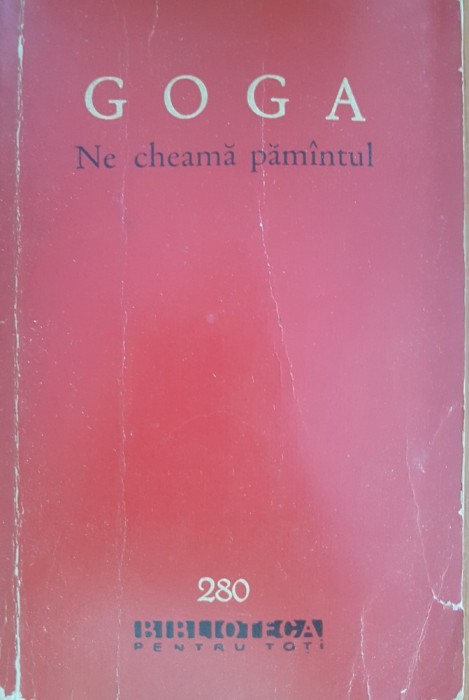 GOGA
Ne cheamă pămîntul
280
BIBLIOTECA
PENTRU TOȚI